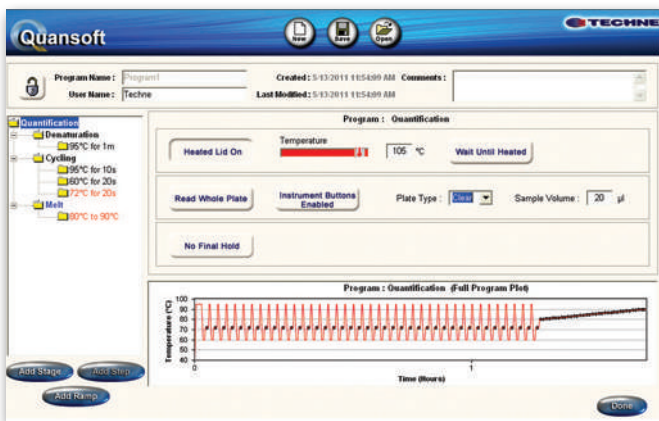 Quansoft
New
Save
Open
TECHNE
Program Name : Program1
Created : 5/13/2011 11:54:09 AM
Comments :
User Name : Techne
Last Modified : 5/13/2011 11:54:09 AM
Quantification
Denaturation
95°C for 1m
Cycling
95°C for 10s
60°C for 20s
72°C for 20s
Melt
80°C to 90°C
Add Stage
Add Step
Add Ramp
Program : Quantification
Heated Lid On
Temperature
105 °C
Wait Until Heated
Read Whole Plate
Instrument Buttons
Enabled
Plate Type : Clear
Sample Volume : 20 µl
No Final Hold
Program : Quantification (Full Program Plot)
Temperature (°C)
100
90
80
70
60
50
40
0
1
Time (Hours)
Done